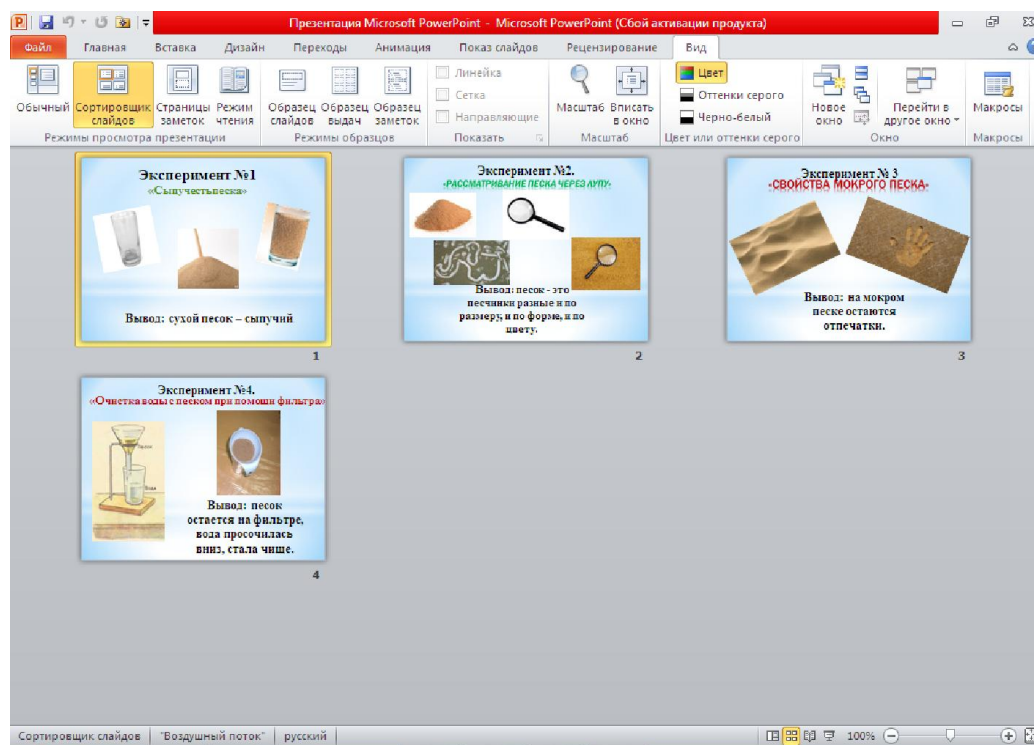 Презентация Microsoft PowerPoint - Microsoft PowerPoint (Сбой активации продукта)
Файл Главная Вставка Дизайн Переходы Анимация Показ слайдов Рецензирование Вид
Обычный Сортировщик слайдов Страницы заметок Режим чтения
Режимы просмотра презентации
Образец слайдов Образец выдач Образец заметок
Режимы образцов
Линейка
Сетка
Направляющие
Показать
Масштаб Вписать в окно
Масштаб
Цвет
Оттенки серого
Черно-белый
Цвет или оттенки серого
Новое окно Перейти в другое окно
Окно
Макросы
Макросы
Эксперимент №1
«Сыпучестьпеска»
Вывод: сухой песок – сыпучий
1
Эксперимент №2.
«РАССМАТРИВАНИЕ ПЕСКА ЧЕРЕЗ ЛУПУ»
Вывод: песок - это
песчинки разные и по
размеру, и по форме, и по
цвету.
2
Эксперимент № 3
«СВОЙСТВА МОКРОГО ПЕСКА»
Вывод: на мокром
песке остаются
отпечатки.
3
Эксперимент №4.
«Очистка воды с песком при помощи фильтра»
Вода
Вывод: песок
остается на фильтре,
вода просочилась
вниз, стала чище.
4
Сортировщик слайдов "Воздушный поток" русский 100%